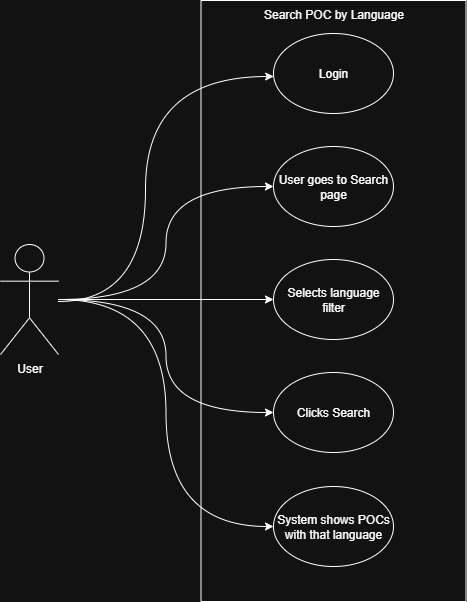 Search POC by Language
Login
User goes to Search
page
Selects language
filter
User
Clicks Search
System shows POCs
with that language